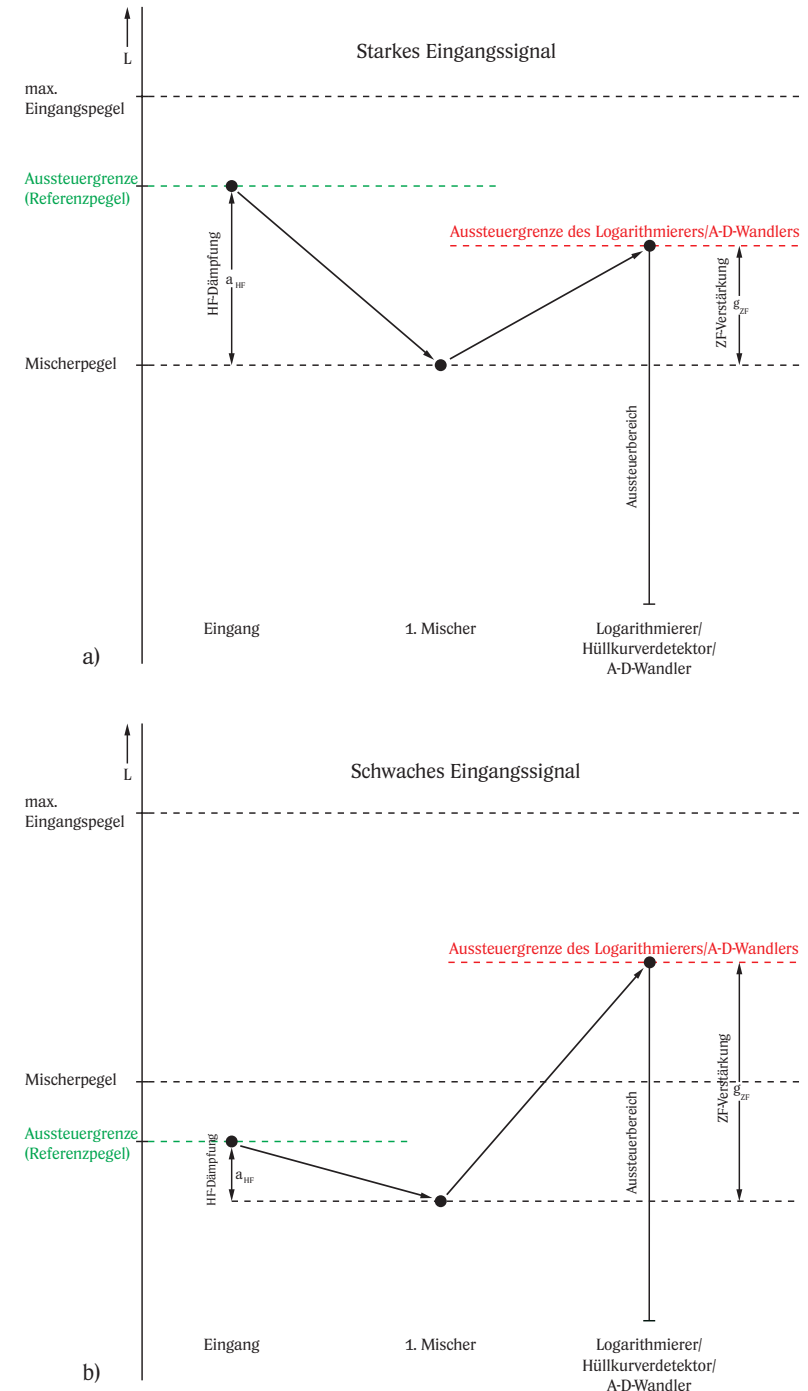 L
Starkes Eingangssignal
max.
Eingangspegel
Aussteuergrenze
(Referenzpegel)
Aussteuergrenze des Logarithmierers/A-D-Wandlers
HF-Dämpfung
a HF
ZF-Verstärkung
g ZF
Mischerpegel
Aussteuerbereich
Eingang
1. Mischer
Logarithmierer/
Hüllkurverdetektor/
A-D-Wandler
a)
L
Schwaches Eingangssignal
max.
Eingangspegel
Aussteuergrenze des Logarithmierers/A-D-Wandlers
Mischerpegel
ZF-Verstärkung
g ZF
Aussteuergrenze
(Referenzpegel)
HF-Dämpfung
a HF
Aussteuerbereich
Eingang
1. Mischer
Logarithmierer/
Hüllkurverdetektor/
A-D-Wandler
b)